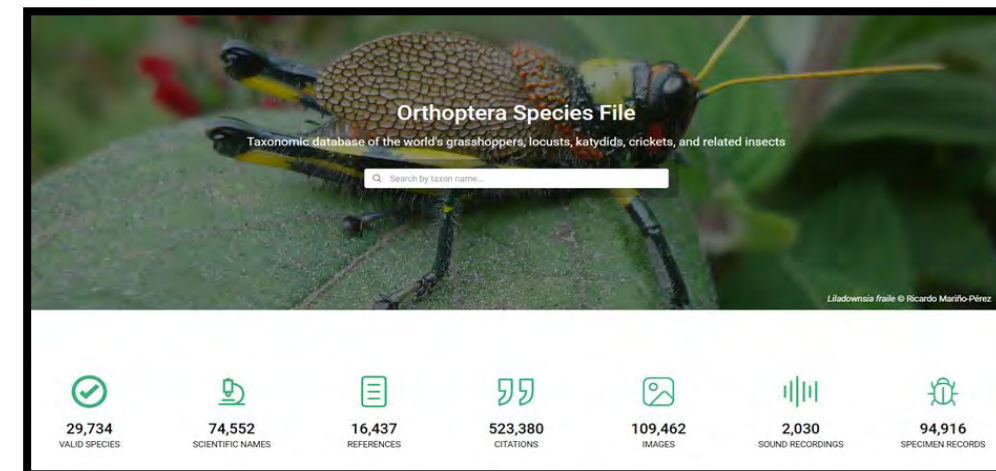 Orthoptera Species File
Taxonomic database of the world's grasshoppers, locusts, katydids, crickets, and related insects
Search by taxon name...
Liladownsia fraile © Ricardo Mariño-Pérez
29,734
VALID SPECIES
74,552
SCIENTIFIC NAMES
16,437
REFERENCES
523,380
CITATIONS
109,462
IMAGES
2,030
SOUND RECORDINGS
94,916
SPECIMEN RECORDS